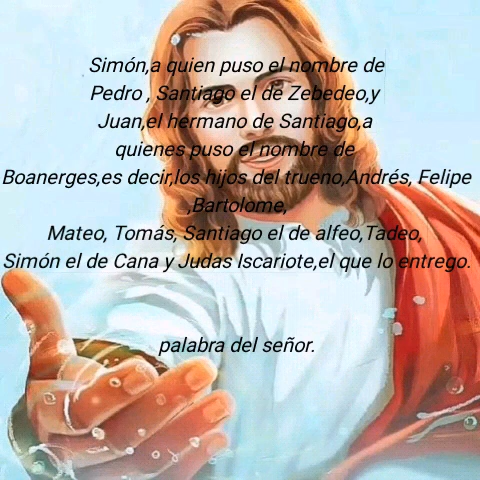 Simón,a quien puso el nombre de
Pedro , Santiago el de Zebedeo,y
Juan,el hermano de Santiago,a
quienes puso el nombre de
Boanerges,es decir,los hijos del trueno,Andrés, Felipe
,Bartolome,
Mateo, Tomás, Santiago el de alfeo,Tadeo,
Simón el de Cana y Judas Iscariote,el que lo entrego.
palabra del señor.